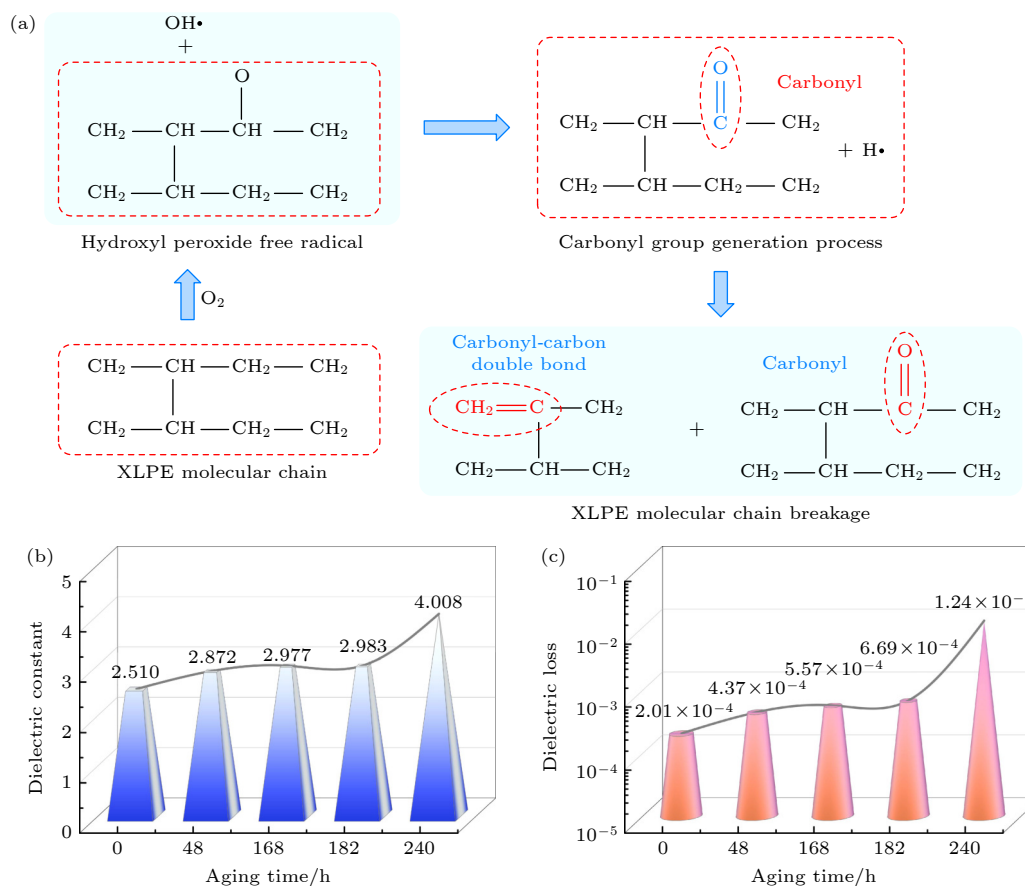 (a)
OH•
+
O
CH₂ — CH — CH — CH₂
CH₂ — CH — CH₂ — CH₂
Hydroxyl peroxide free radical
O
C
Carbonyl
CH₂ — CH — C — CH₂
+ H•
CH₂ — CH — CH₂ — CH₂
Carbonyl group generation process
O₂
CH₂ — CH — CH₂ — CH₂
CH₂ — CH — CH₂ — CH₂
XLPE molecular chain
Carbonyl-carbon
double bond
CH₂ = C — CH₂
CH₂ — CH — CH₂
+
Carbonyl
O
CH₂ — CH — C — CH₂
CH₂ — CH — CH₂ — CH₂
XLPE molecular chain breakage
(b)
Dielectric constant
5
4
3
2
1
0
2.510
2.872
2.977
2.983
4.008
0
48
168
182
240
Aging time/h
(c)
Dielectric loss
10⁻¹
10⁻²
10⁻³
10⁻⁴
10⁻⁵
2.01×10⁻⁴
4.37×10⁻⁴
5.57×10⁻⁴
6.69×10⁻⁴
1.24×10⁻
0
48
168
182
240
Aging time/h